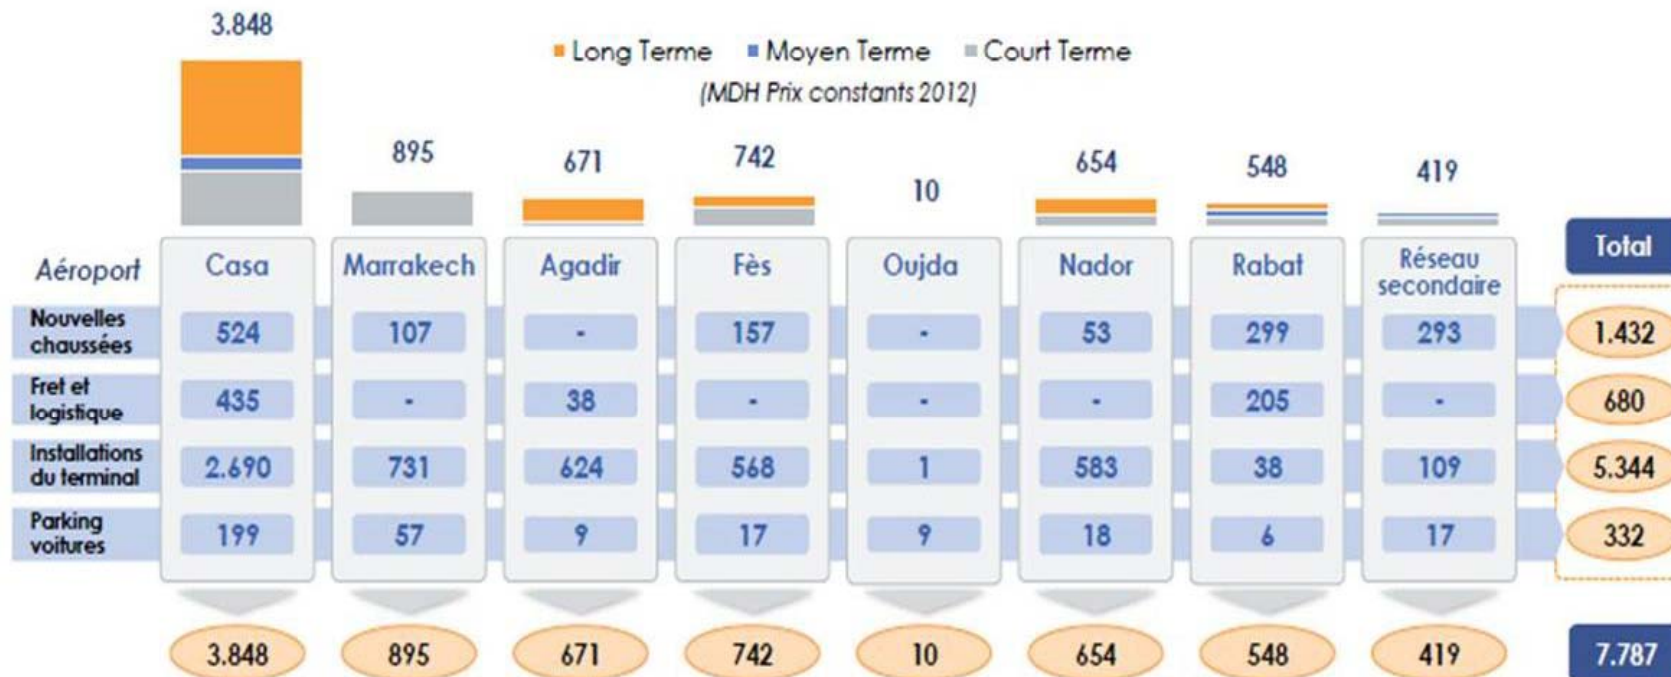 3.848
Long Terme Moyen Terme Court Terme
(MDH Prix constants 2012)
895
671
742
10
654
548
419
Total
Aéroport Casa Marrakech Agadir Fès Oujda Nador Rabat Réseau
secondaire
Nouvelles
chaussées 524 107 - 157 - 53 299 293 1.432
Fret et
logistique 435 - 38 - - - 205 - 680
Installations
du terminal 2.690 731 624 568 1 583 38 109 5.344
Parking
voitures 199 57 9 17 9 18 6 17 332
3.848 895 671 742 10 654 548 419 7.787